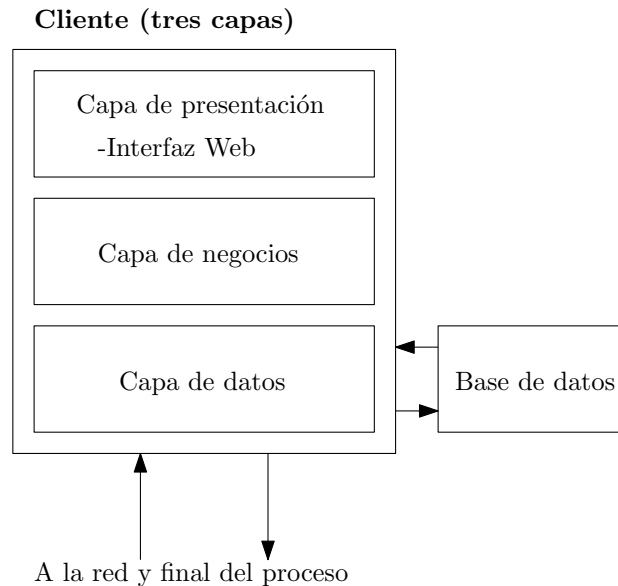 Cliente (tres capas)
Capa de presentación
-Interfaz Web
Capa de negocios
Capa de datos
Base de datos
A la red y final del proceso